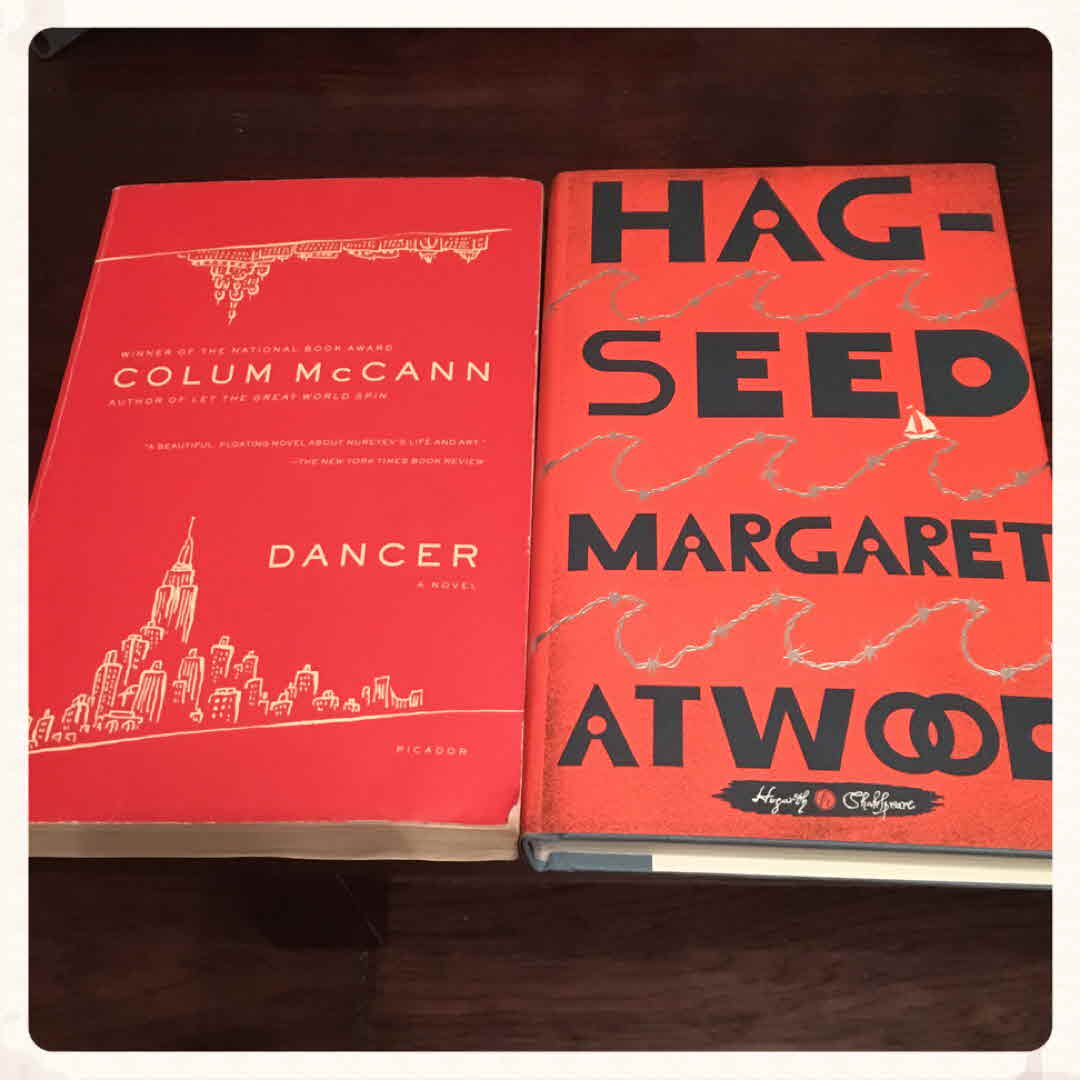 WINNER OF THE NATIONAL BOOK AWARD
COLUM McCANN
AUTHOR OF LET THE GREAT WORLD SPIN
"A BEAUTIFUL, FLOATING NOVEL ABOUT NUREYEV'S LIFE AND ART."
—THE NEW YORK TIMES BOOK REVIEW
DANCER
A NOVEL
PICADOR
HAG-
SEED
MARGARET
ATWOOD
Hogarth Shakespeare